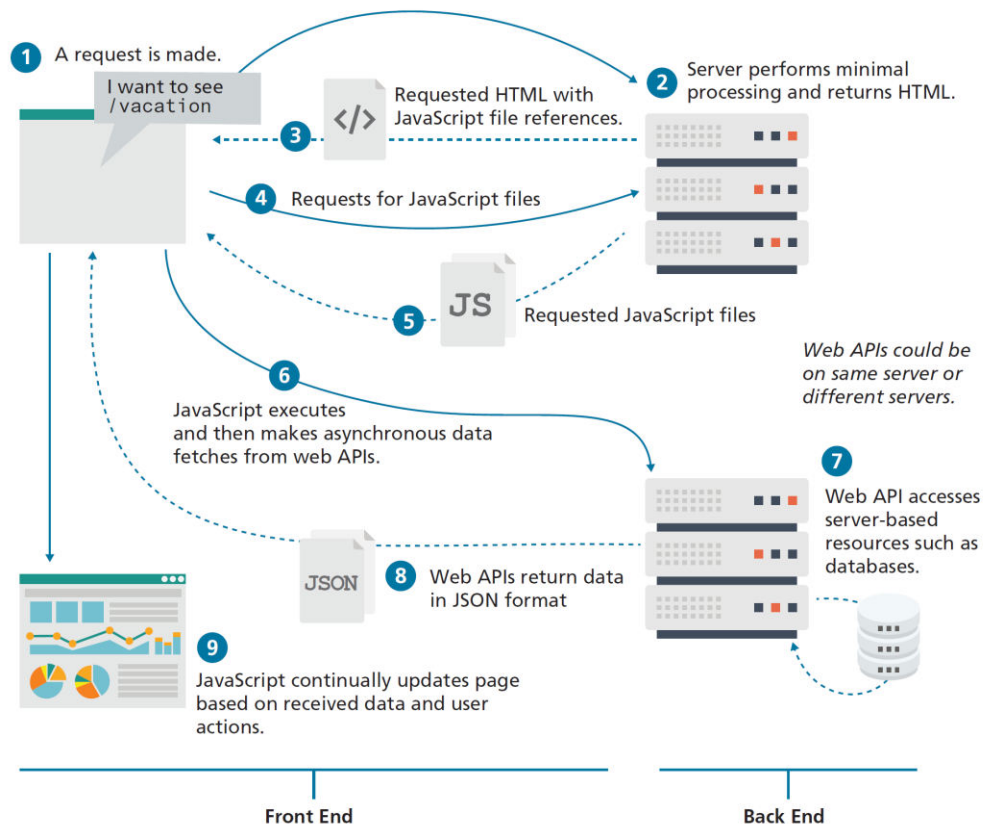 1 A request is made.
I want to see
/vacation
2 Server performs minimal
processing and returns HTML.
</>
Requested HTML with
JavaScript file references.
3
4 Requests for JavaScript files
5
JS
Requested JavaScript files
Web APIs could be
on same server or
different servers.
6
JavaScript executes
and then makes asynchronous data
fetches from web APIs.
7
Web API accesses
server-based
resources such as
databases.
JSON
8 Web APIs return data
in JSON format
9
JavaScript continually updates page
based on received data and user
actions.
Front End
Back End